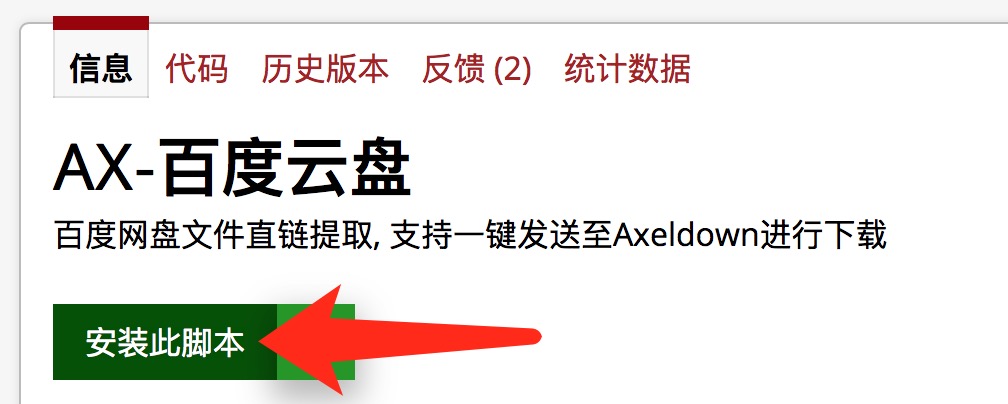 信息 代码 历史版本 反馈 (2) 统计数据
AX-百度云盘
百度网盘文件直链提取, 支持一键发送至Axeldown进行下载
安装此脚本